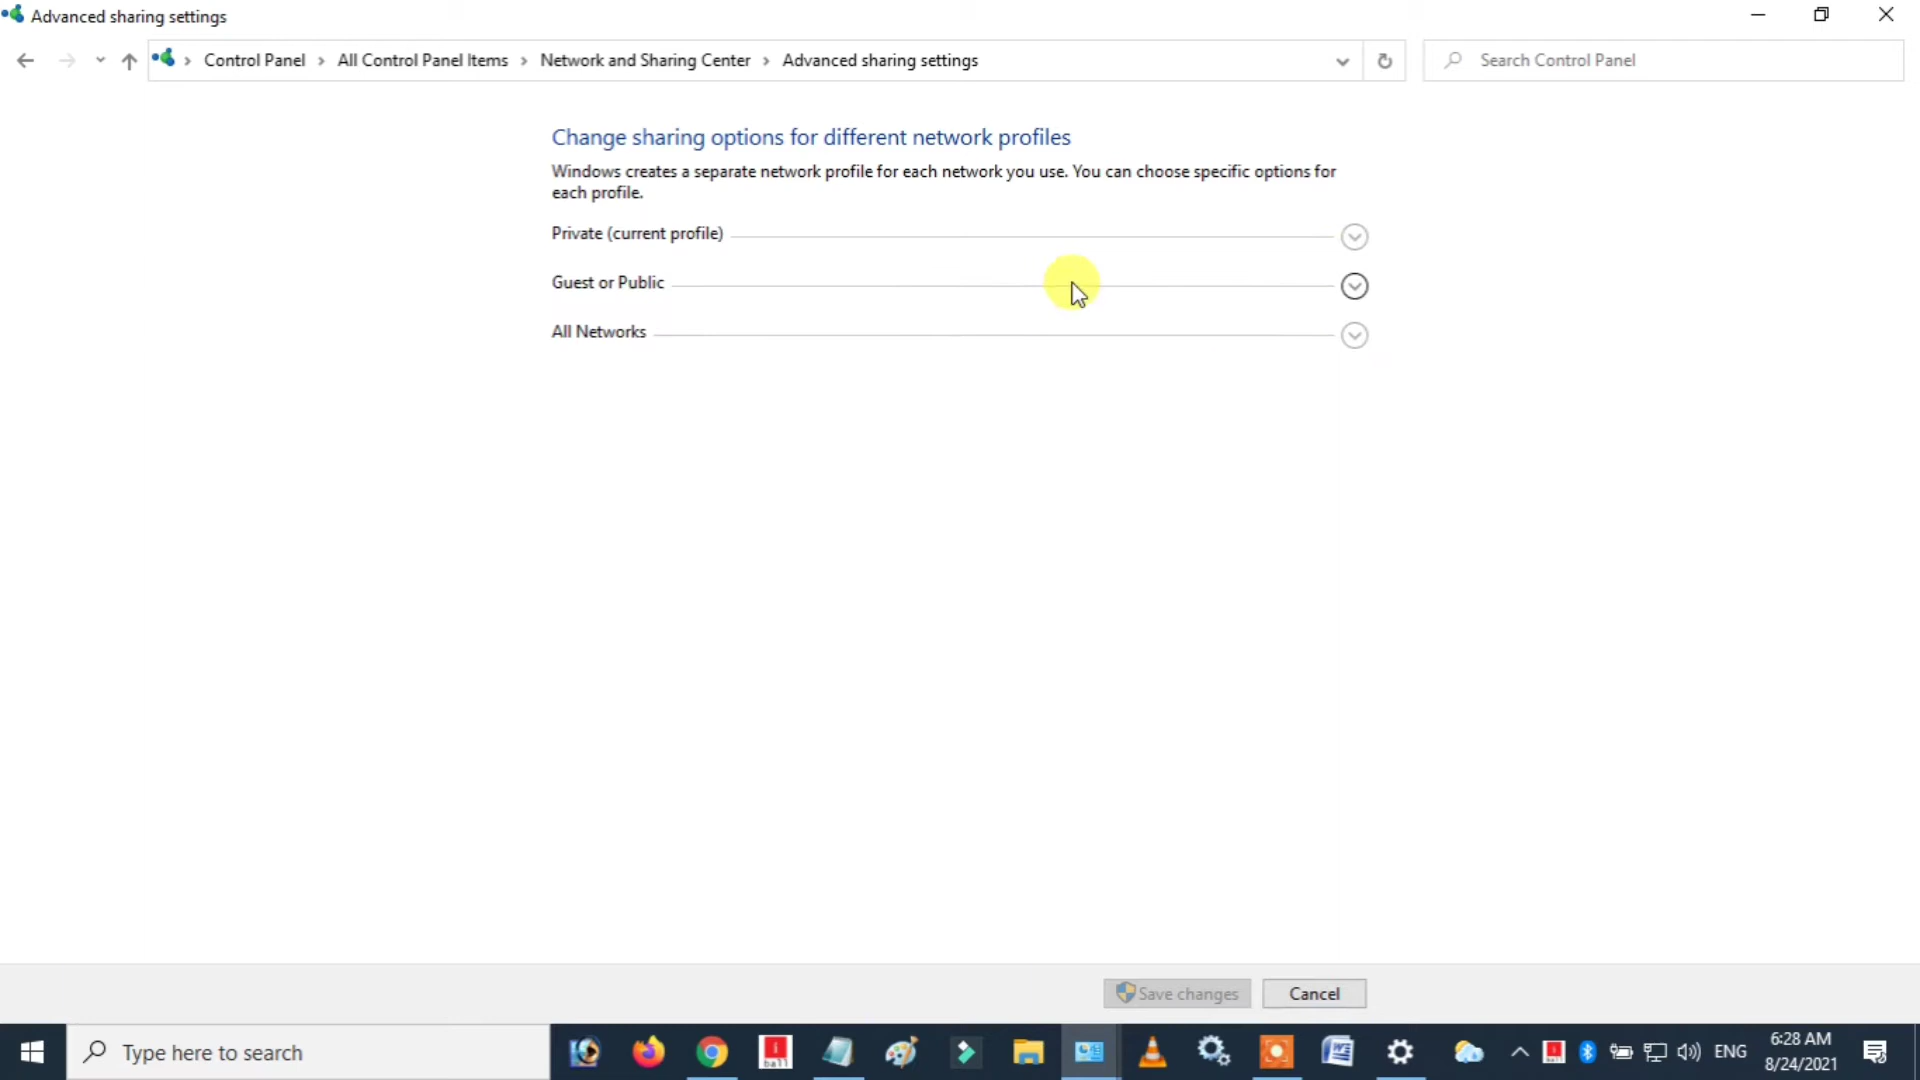 Advanced sharing settings
Control Panel > All Control Panel Items > Network and Sharing Center > Advanced sharing settings
Search Control Panel
Change sharing options for different network profiles
Windows creates a separate network profile for each network you use. You can choose specific options for
each profile.
Private (current profile)
Guest or Public
All Networks
Save changes
Cancel
Type here to search
i
ball
W
ENG
6:28 AM
8/24/2021